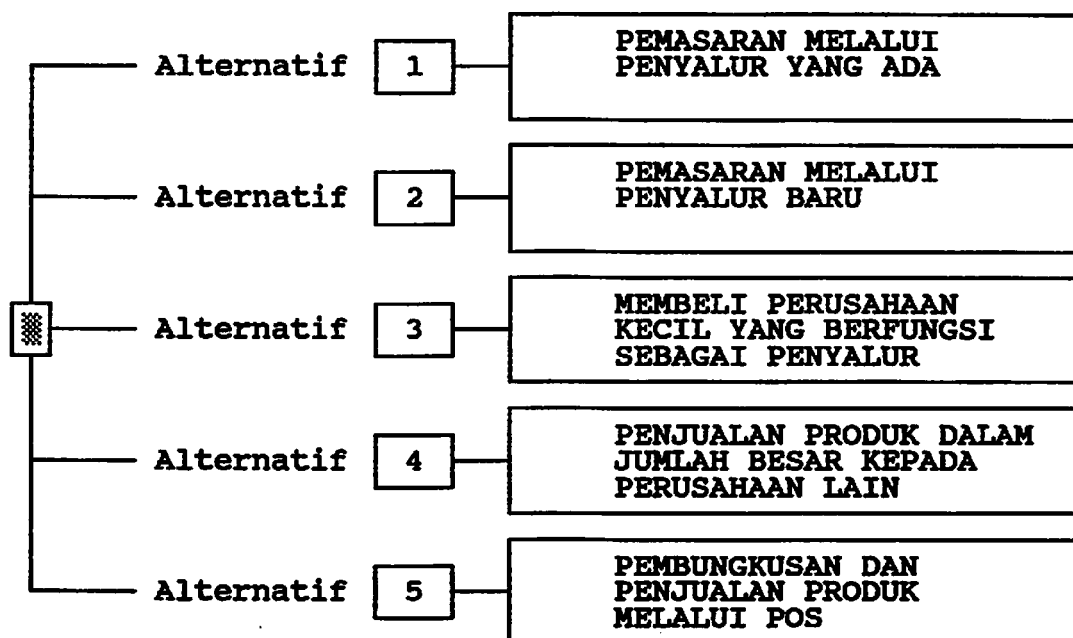 Alternatif 1 PEMASARAN MELALUI
PENYALUR YANG ADA
Alternatif 2 PEMASARAN MELALUI
PENYALUR BARU
Alternatif 3 MEMBELI PERUSAHAAN
KECIL YANG BERFUNGSI
SEBAGAI PENYALUR
Alternatif 4 PENJUALAN PRODUK DALAM
JUMLAH BESAR KEPADA
PERUSAHAAN LAIN
Alternatif 5 PEMBUNGKUSAN DAN
PENJUALAN PRODUK
MELALUI POS